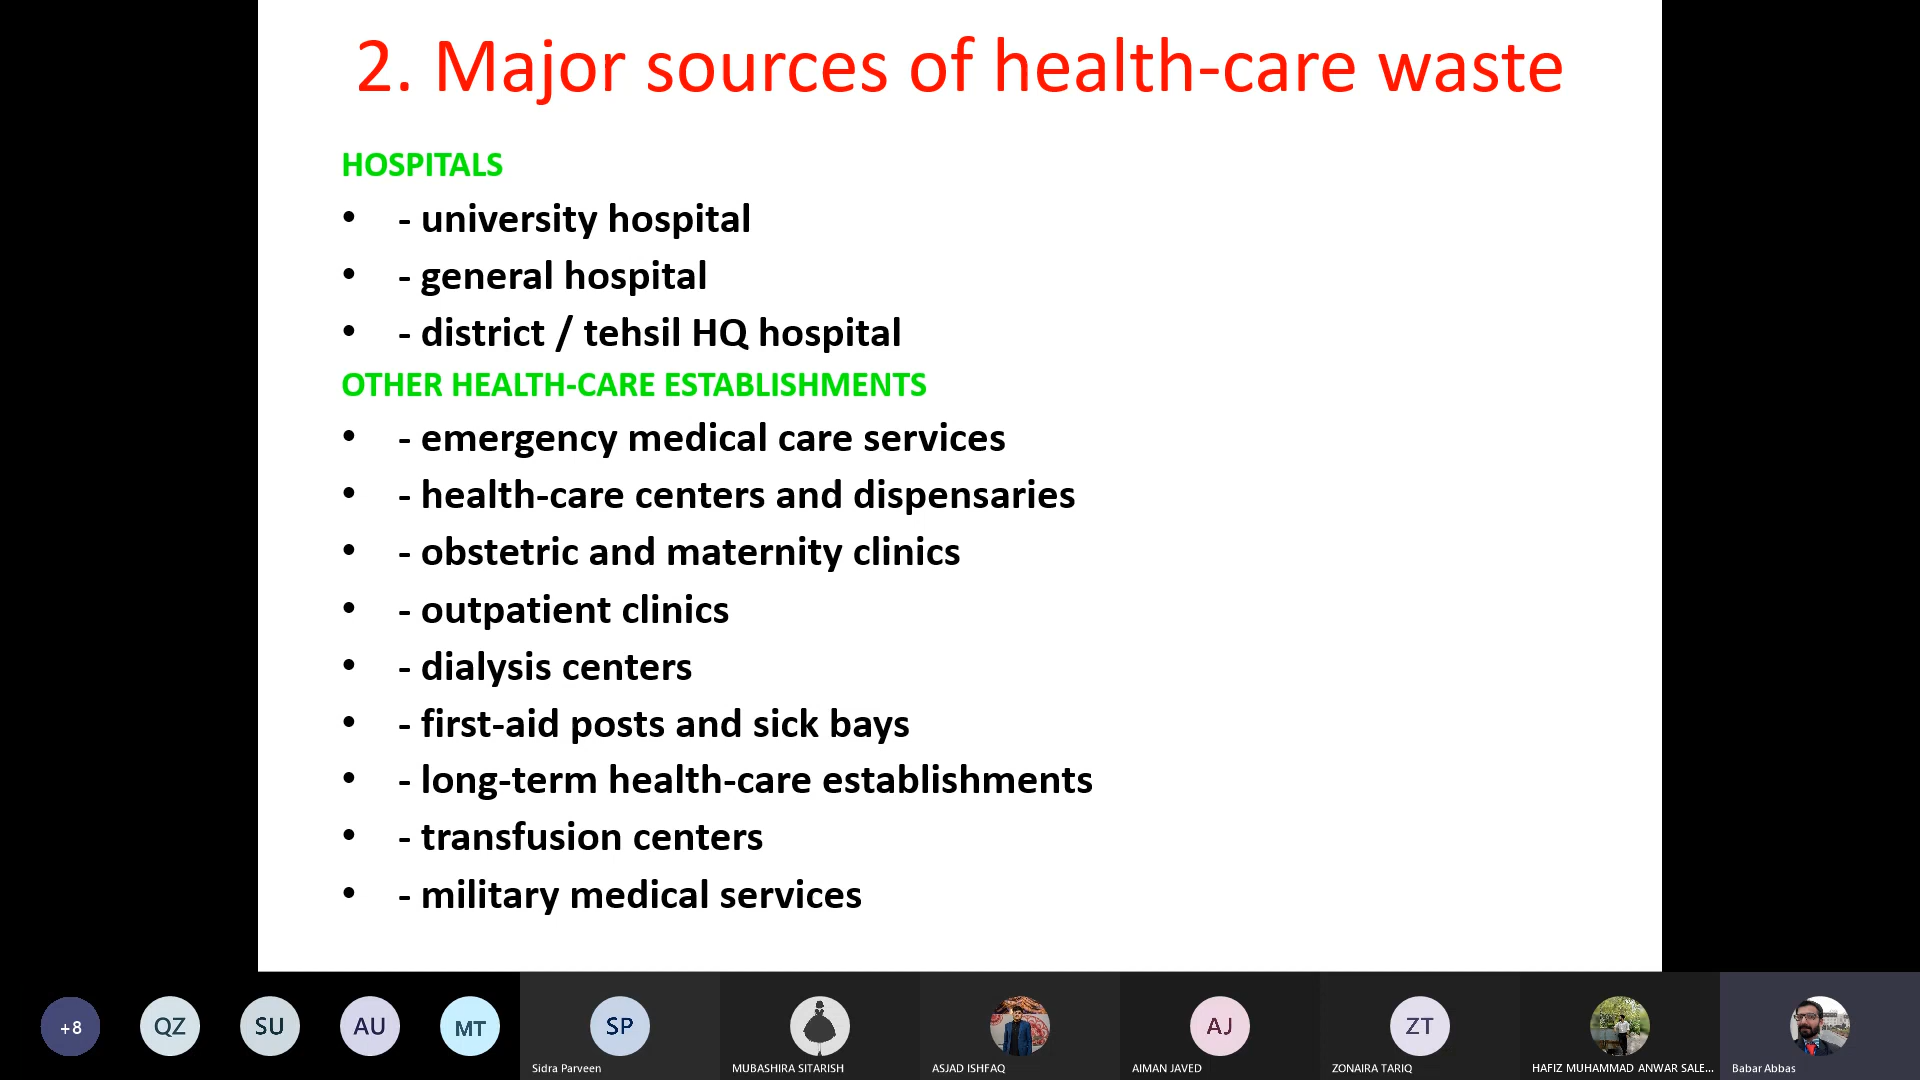 2. Major sources of health-care waste
HOSPITALS
• - university hospital
• - general hospital
• - district / tehsil HQ hospital
OTHER HEALTH-CARE ESTABLISHMENTS
• - emergency medical care services
• - health-care centers and dispensaries
• - obstetric and maternity clinics
• - outpatient clinics
• - dialysis centers
• - first-aid posts and sick bays
• - long-term health-care establishments
• - transfusion centers
• - military medical services
+8
QZ
SU
AU
MT
SP
Sidra Parveen
MUBASHIRA SITARISH
ASJAD ISHFAQ
AJ
AIMAN JAVED
ZT
ZONAIRA TARIQ
HAFIZ MUHAMMAD ANWAR SALE...
Babar Abbas